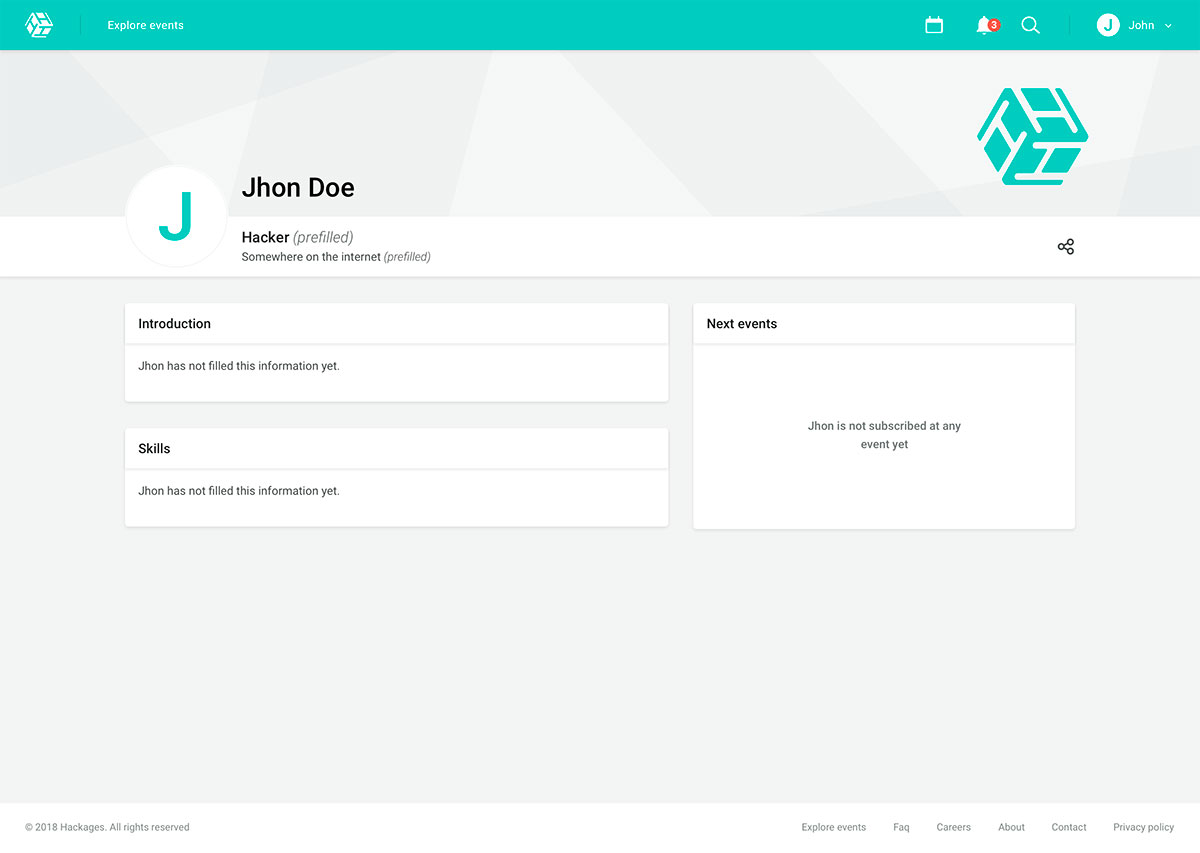 Explore events
3
J
John
J
Jhon Doe
Hacker (prefilled)
Somewhere on the internet (prefilled)
Introduction
Jhon has not filled this information yet.
Skills
Jhon has not filled this information yet.
Next events
Jhon is not subscribed at any
event yet
© 2018 Hackages. All rights reserved
Explore events
Faq
Careers
About
Contact
Privacy policy